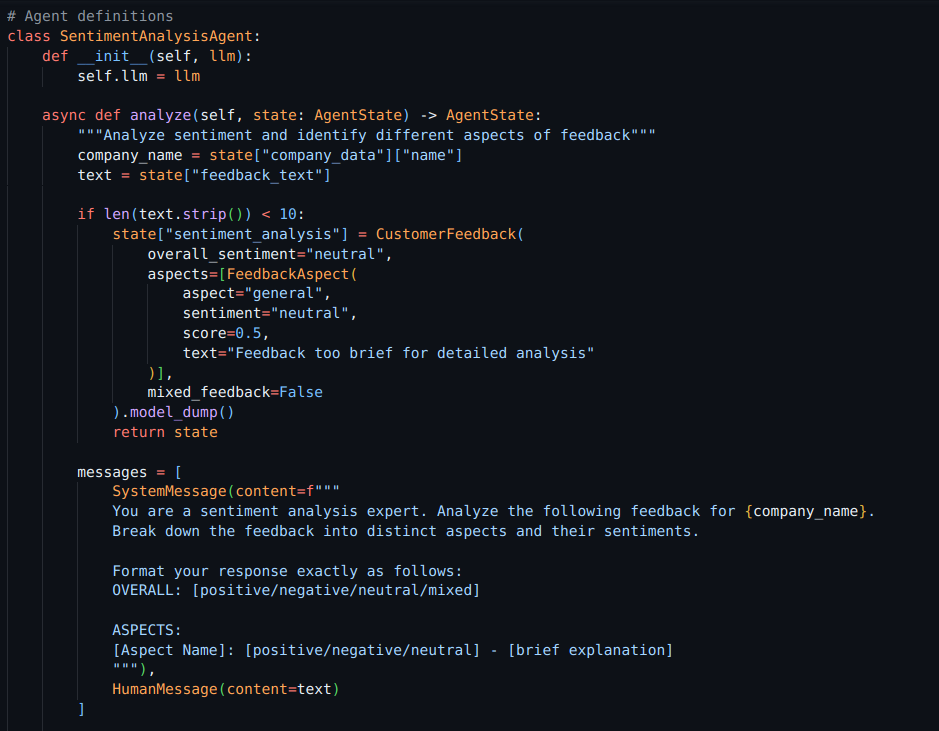 # Agent definitions
class SentimentAnalysisAgent:
    def __init__(self, llm):
        self.llm = llm

    async def analyze(self, state: AgentState) -> AgentState:
        """Analyze sentiment and identify different aspects of feedback"""
        company_name = state["company_data"]["name"]
        text = state["feedback_text"]

        if len(text.strip()) < 10:
            state["sentiment_analysis"] = CustomerFeedback(
                overall_sentiment="neutral",
                aspects=[FeedbackAspect(
                    aspect="general",
                    sentiment="neutral",
                    score=0.5,
                    text="Feedback too brief for detailed analysis"
                )],
                mixed_feedback=False
            ).model_dump()
            return state

        messages = [
            SystemMessage(content=f"""
            You are a sentiment analysis expert. Analyze the following feedback for {company_name}.
            Break down the feedback into distinct aspects and their sentiments.

            Format your response exactly as follows:
            OVERALL: [positive/negative/neutral/mixed]

            ASPECTS:
            [Aspect Name]: [positive/negative/neutral] - [brief explanation]
            """),
            HumanMessage(content=text)
        ]